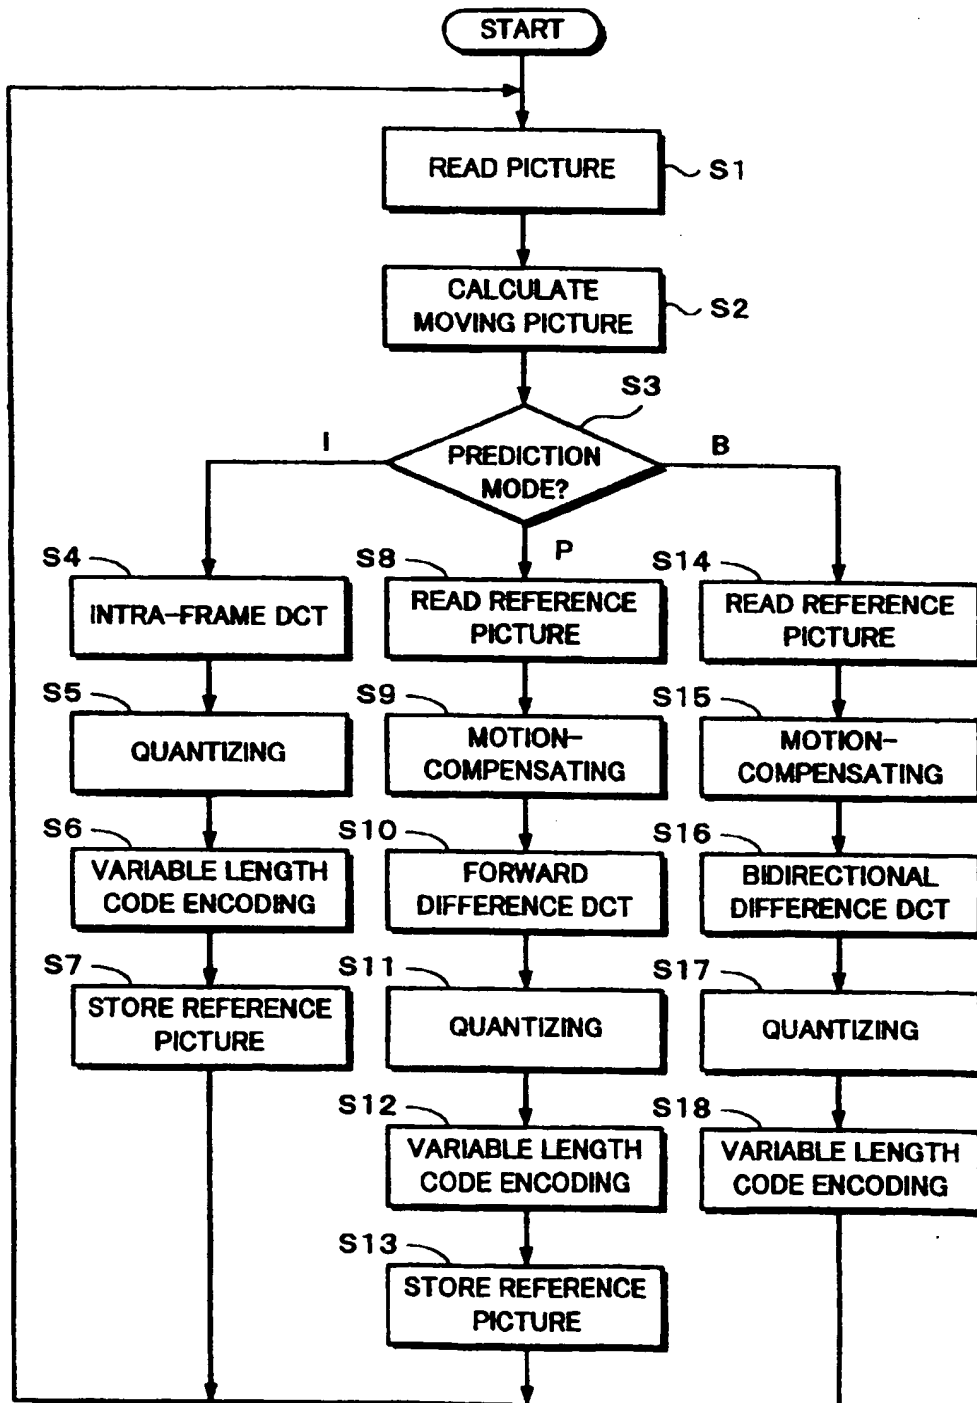 START
READ PICTURE
S1
CALCULATE
MOVING PICTURE
S2
S3
PREDICTION
MODE?
I
B
P
S4
INTRA-FRAME DCT
S5
QUANTIZING
S6
VARIABLE LENGTH
CODE ENCODING
S7
STORE REFERENCE
PICTURE
S8
READ REFERENCE
PICTURE
S9
MOTION-
COMPENSATING
S10
FORWARD
DIFFERENCE DCT
S11
QUANTIZING
S12
VARIABLE LENGTH
CODE ENCODING
S13
STORE REFERENCE
PICTURE
S14
READ REFERENCE
PICTURE
S15
MOTION-
COMPENSATING
S16
BIDIRECTIONAL
DIFFERENCE DCT
S17
QUANTIZING
S18
VARIABLE LENGTH
CODE ENCODING